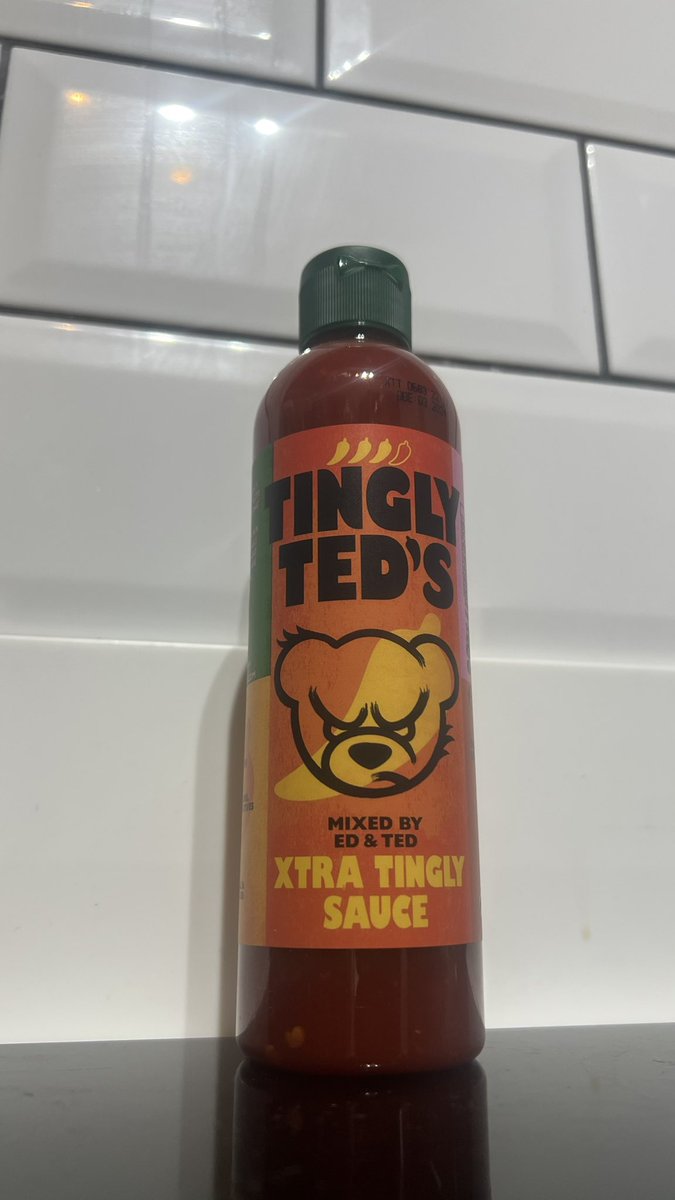 TINGLY
TED'S
MIXED BY
ED & TED
XTRA TINGLY
SAUCE